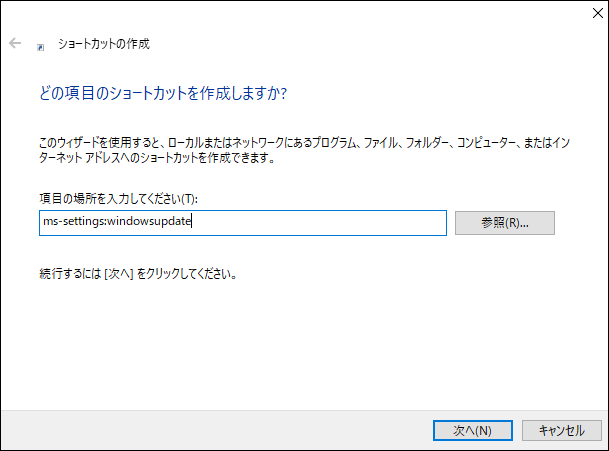 ショートカットの作成
どの項目のショートカットを作成しますか?
このウィザードを使用すると、ローカルまたはネットワークにあるプログラム、ファイル、フォルダー、コンピューター、またはイン
ターネット アドレスへのショートカットを作成できます。
項目の場所を入力してください(T):
ms-settings:windowsupdate
参照(R)...
続行するには [次へ] をクリックしてください。
次へ(N)
キャンセル